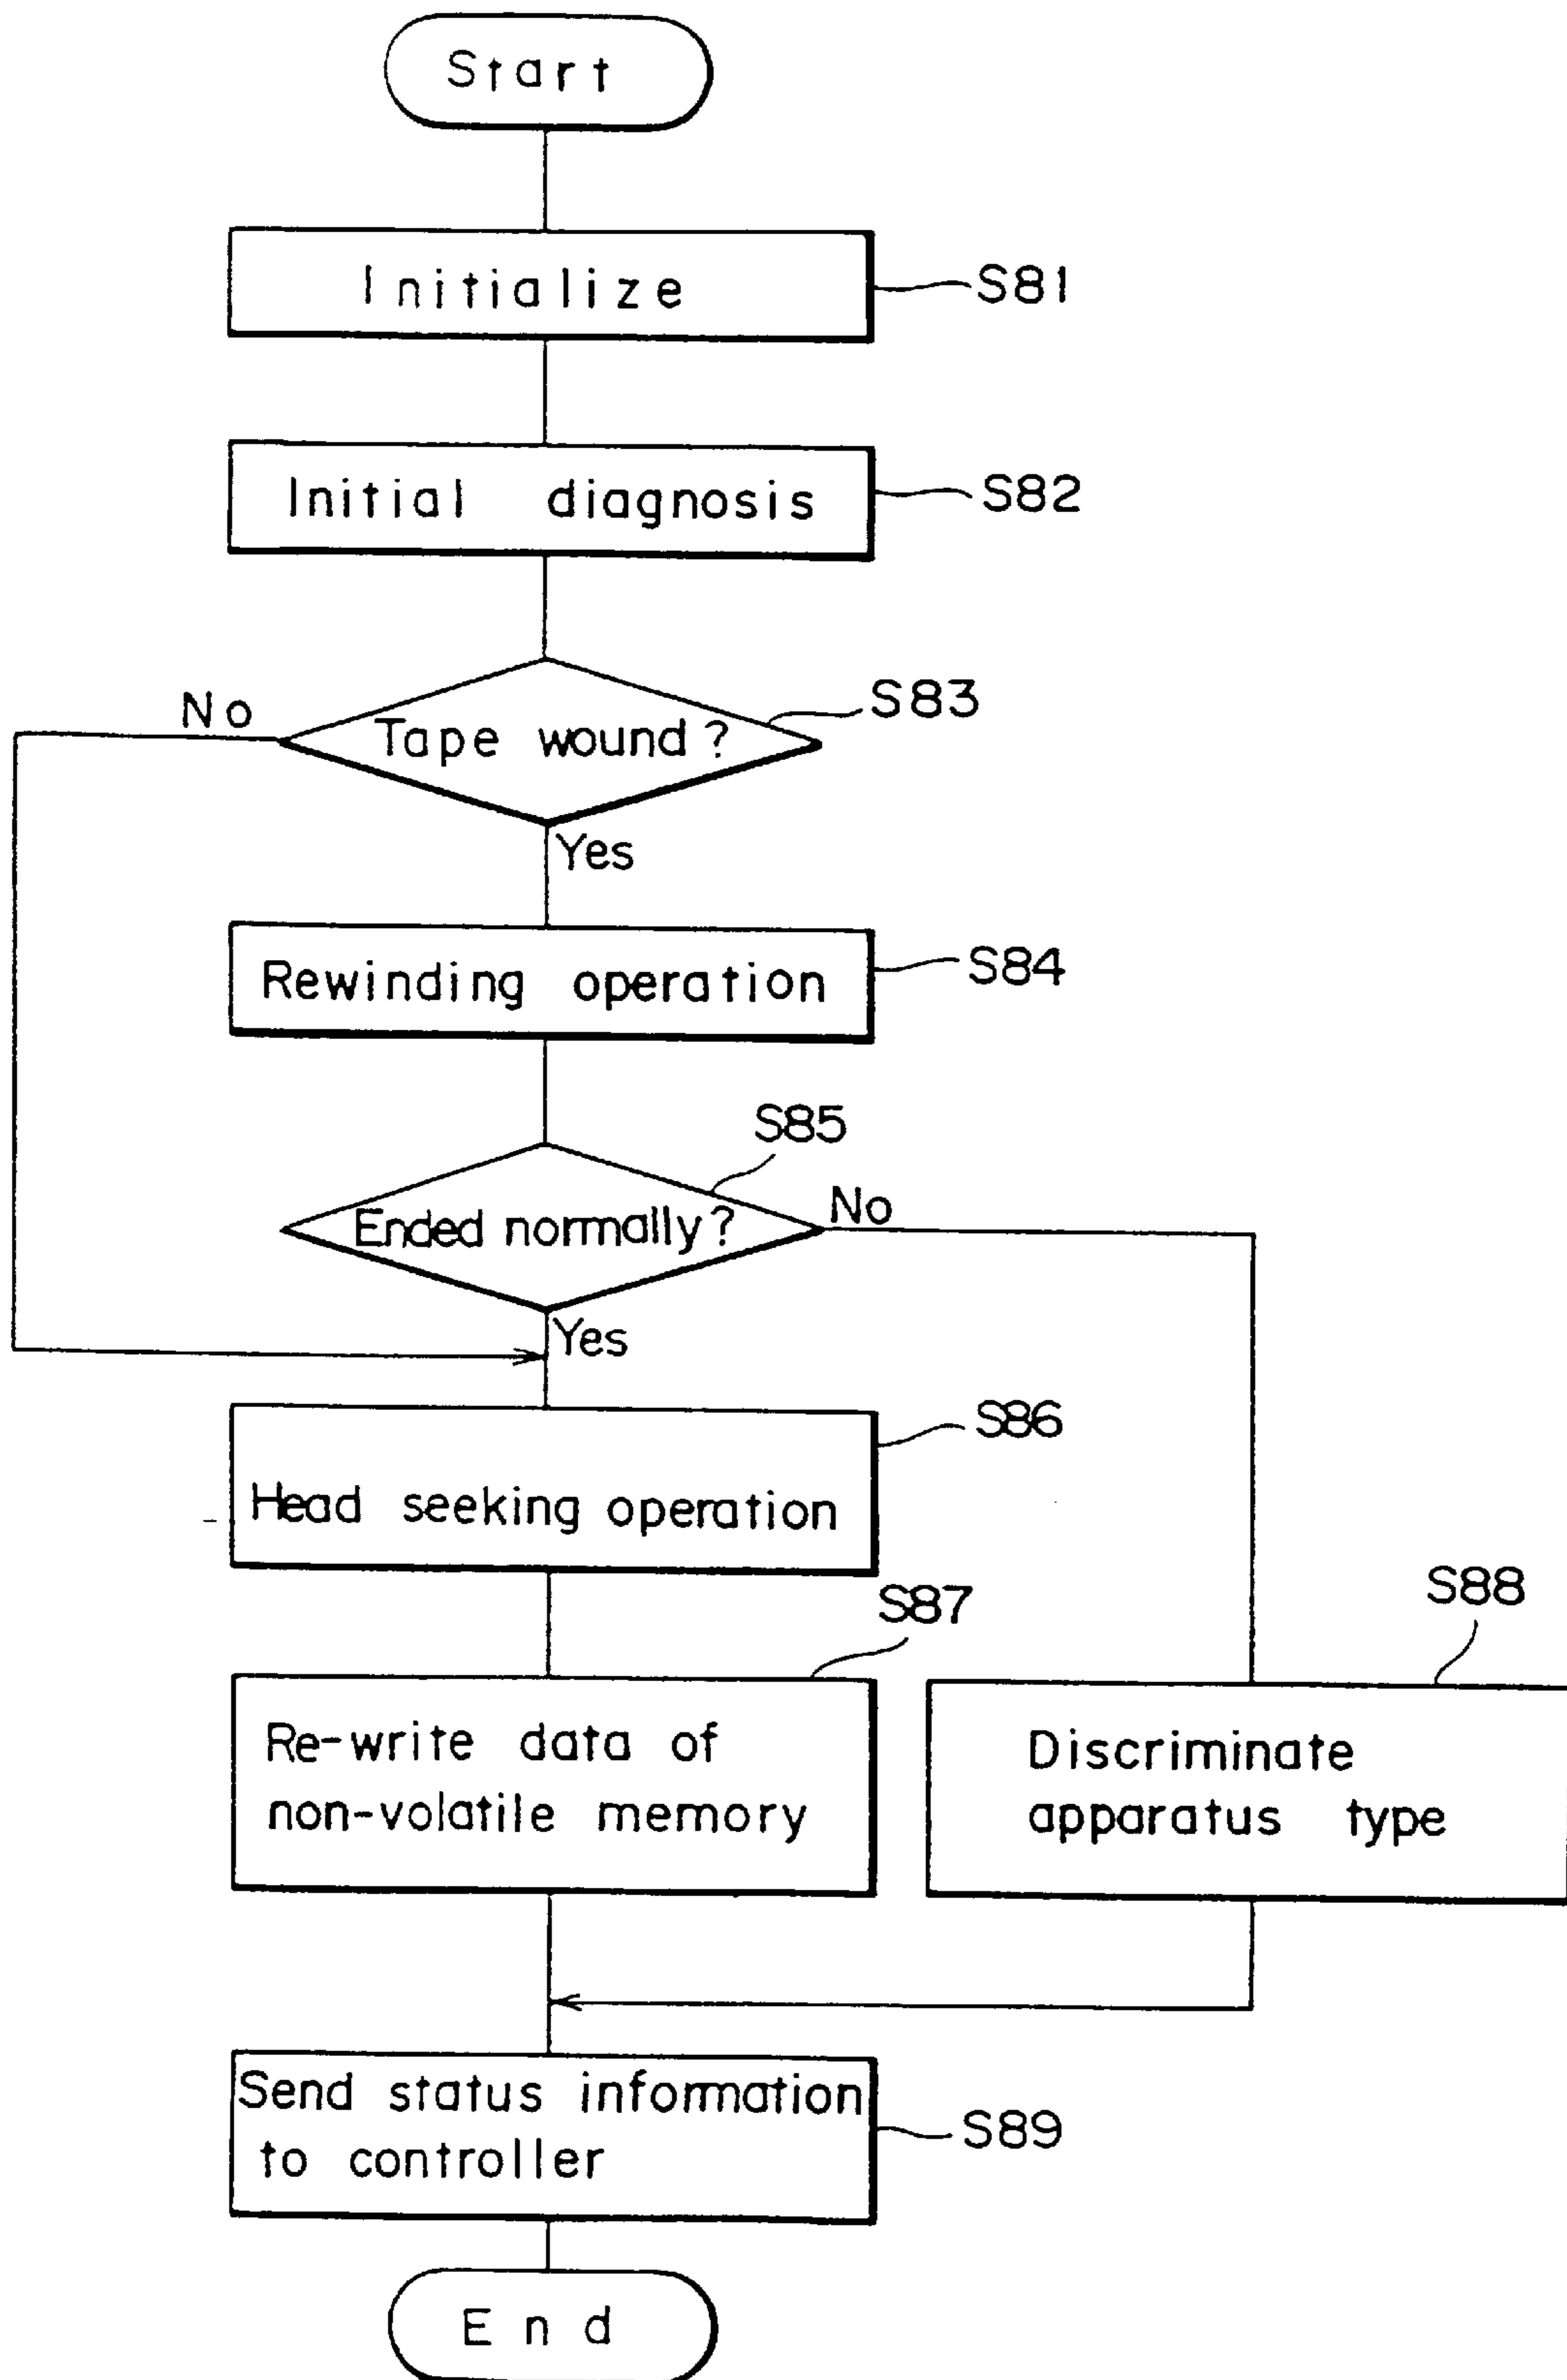 Start
Initialize
S81
Initial diagnosis
S82
S83
No
Tape wound?
Yes
Rewinding operation
S84
S85
No
Ended normally?
Yes
S86
Head seeking operation
S87
S88
Re-write data of
non-volatile memory
Discriminate
apparatus type
Send status information
to controller
S89
End